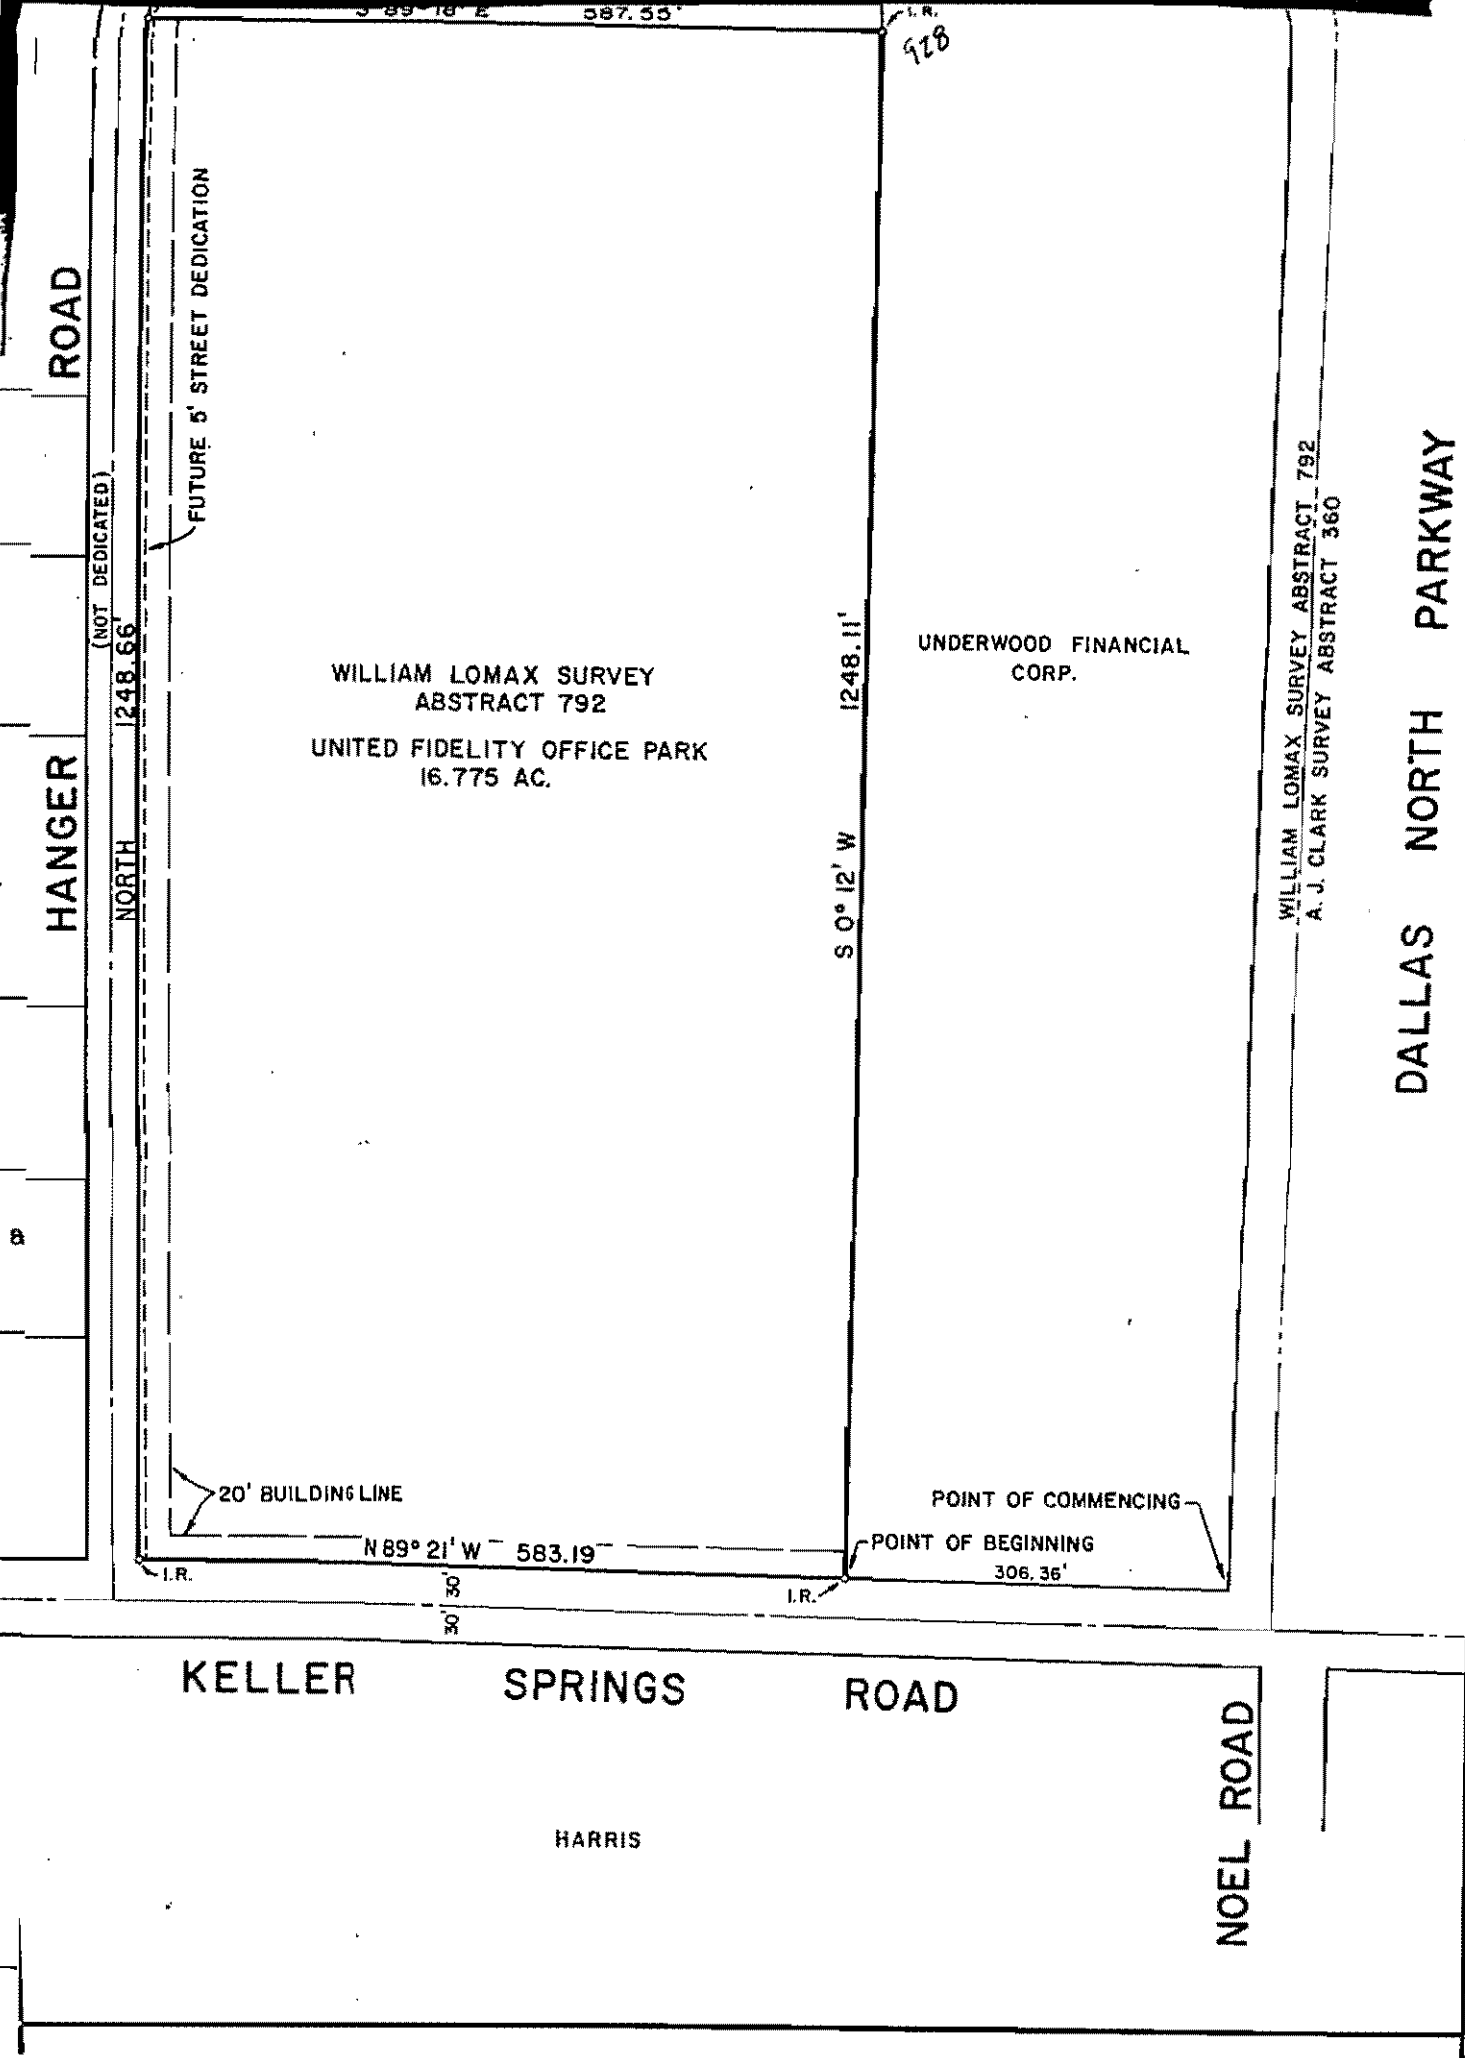 S 89° 18' E 587.55'
I.R.
928
ROAD
HANGER
(NOT DEDICATED)
NORTH 1248.66'
FUTURE 5' STREET DEDICATION
WILLIAM LOMAX SURVEY
ABSTRACT 792
UNITED FIDELITY OFFICE PARK
16.775 AC.
S 0° 12' W 1248.11'
UNDERWOOD FINANCIAL
CORP.
WILLIAM LOMAX SURVEY ABSTRACT 792
A. J. CLARK SURVEY ABSTRACT 360
DALLAS NORTH PARKWAY
8
20' BUILDING LINE
POINT OF COMMENCING
N 89° 21' W 583.19
POINT OF BEGINNING
306.36'
I.R.
I.R.
30'
30'
KELLER SPRINGS ROAD
NOEL ROAD
HARRIS